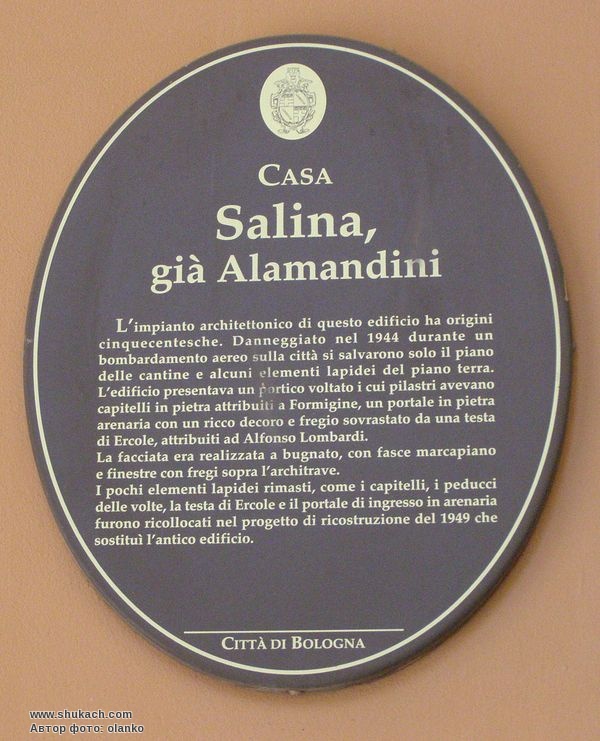 CASA
Salina,
già Alamandini
L'impianto architettonico di questo edificio ha origini
cinquecentesche. Danneggiato nel 1944 durante un
bombardamento aereo sulla città si salvarono solo il piano
delle cantine e alcuni elementi lapidei del piano terra.
L'edificio presentava un portico voltato i cui pilastri avevano
capitelli in pietra attribuiti a Formigine, un portale in pietra
arenaria con un ricco decoro e fregio sovrastato da una testa
di Ercole, attribuiti ad Alfonso Lombardi.
La facciata era realizzata a bugnato, con fasce marcapiano
e finestre con fregi sopra l'architrave.
I pochi elementi lapidei rimasti, come i capitelli, i peducci
delle volte, la testa di Ercole e il portale di ingresso in arenaria
furono ricollocati nel progetto di ricostruzione del 1949 che
sostituì l'antico edificio.
CITTÀ DI BOLOGNA
www.shukach.com
Автор фото: olanko